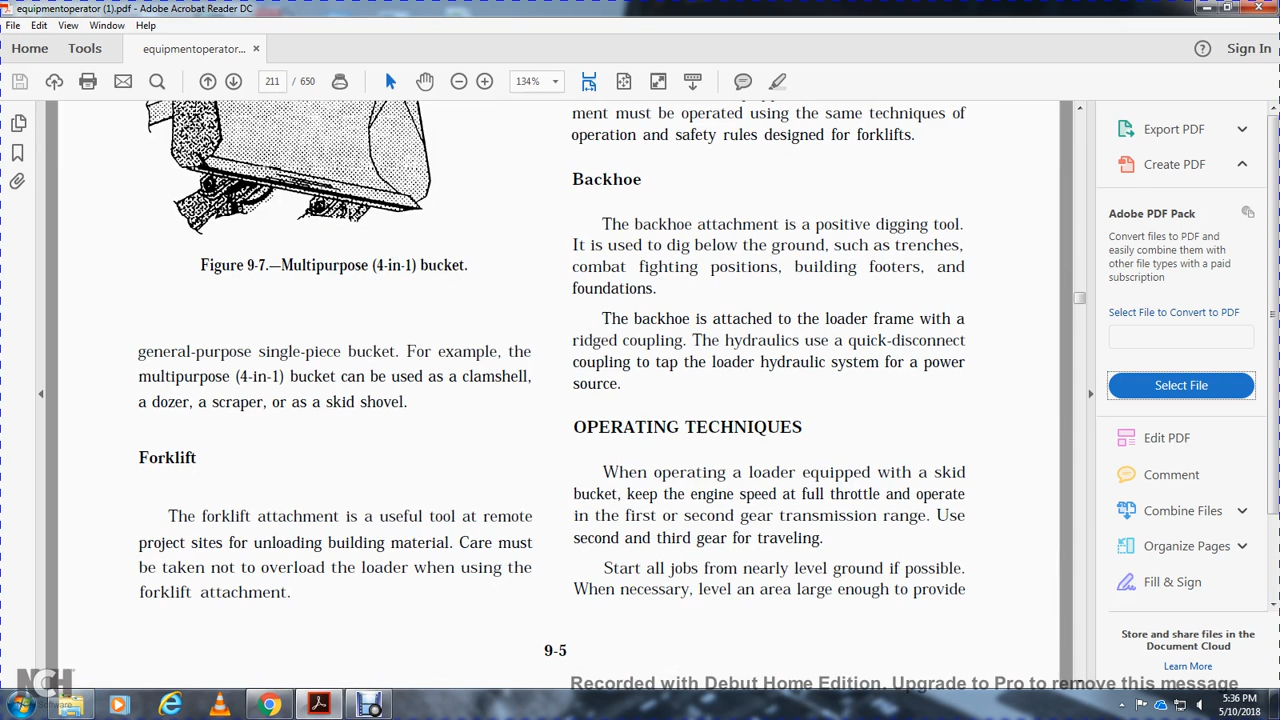 equipmentoperator (1).pdf - Adobe Acrobat Reader DC
File Edit View Window Help
Home Tools equipmentoperator... × Sign In
211 / 650 134%
Figure 9-7.—Multipurpose (4-in-1) bucket.
general-purpose single-piece bucket. For example, the
multipurpose (4-in-1) bucket can be used as a clamshell,
a dozer, a scraper, or as a skid shovel.
Forklift
The forklift attachment is a useful tool at remote
project sites for unloading building material. Care must
be taken not to overload the loader when using the
forklift attachment.
ment must be operated using the same techniques of
operation and safety rules designed for forklifts.
Backhoe
The backhoe attachment is a positive digging tool.
It is used to dig below the ground, such as trenches,
combat fighting positions, building footers, and
foundations.
The backhoe is attached to the loader frame with a
ridged coupling. The hydraulics use a quick-disconnect
coupling to tap the loader hydraulic system for a power
source.
OPERATING TECHNIQUES
When operating a loader equipped with a skid
bucket, keep the engine speed at full throttle and operate
in the first or second gear transmission range. Use
second and third gear for traveling.
Start all jobs from nearly level ground if possible.
When necessary, level an area large enough to provide
9-5
Export PDF
Create PDF
Adobe PDF Pack
Convert files to PDF and
easily combine them with
other file types with a paid
subscription
Select File to Convert to PDF
Select File
Edit PDF
Comment
Combine Files
Organize Pages
Fill & Sign
Store and share files in the
Document Cloud
Learn More
NCH
Software
Recorded with Debut Home Edition. Upgrade to Pro to remove this message
5:36 PM
5/10/2018